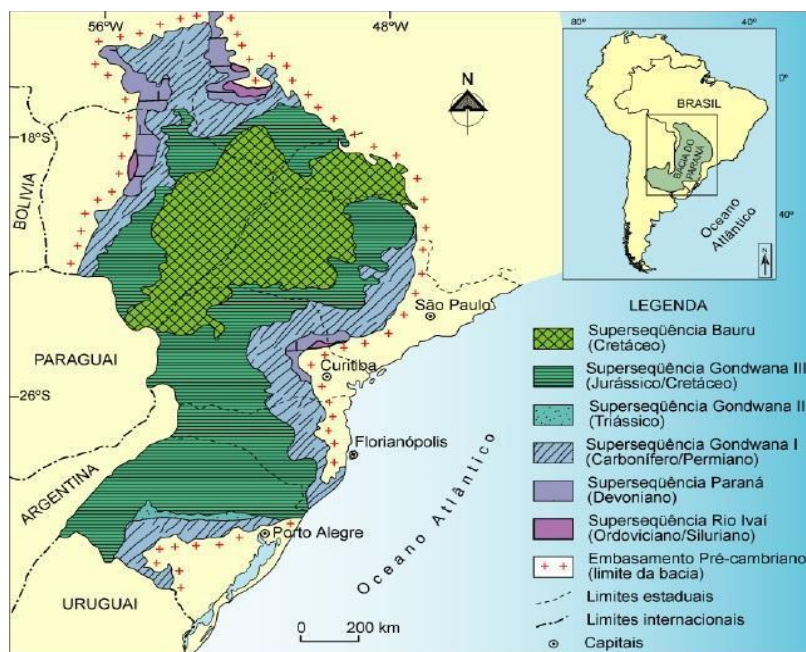 56°W
48°W
80°
40°
N
BRASIL
0°
18°S
BACIA DO
PARANÁ
BOLIVIA
40°
Oceano
Atlântico
N
São Paulo
LEGENDA
Superseqüência Bauru
(Cretáceo)
PARAGUAI
Superseqüência Gondwana III
(Jurássico/Cretáceo)
Curitiba
26°S
Superseqüência Gondwana II
(Triássico)
Florianópolis
Superseqüência Gondwana I
(Carbonífero/Permiano)
ARGENTINA
Superseqüência Paraná
(Devoniano)
Oceano Atlântico
Superseqüência Rio Ivaí
(Ordoviciano/Siluriano)
Porto Alegre
Embasamento Pré-cambriano
(limite da bacia)
URUGUAI
Limites estaduais
Limites internacionais
0 200 km
Capitais